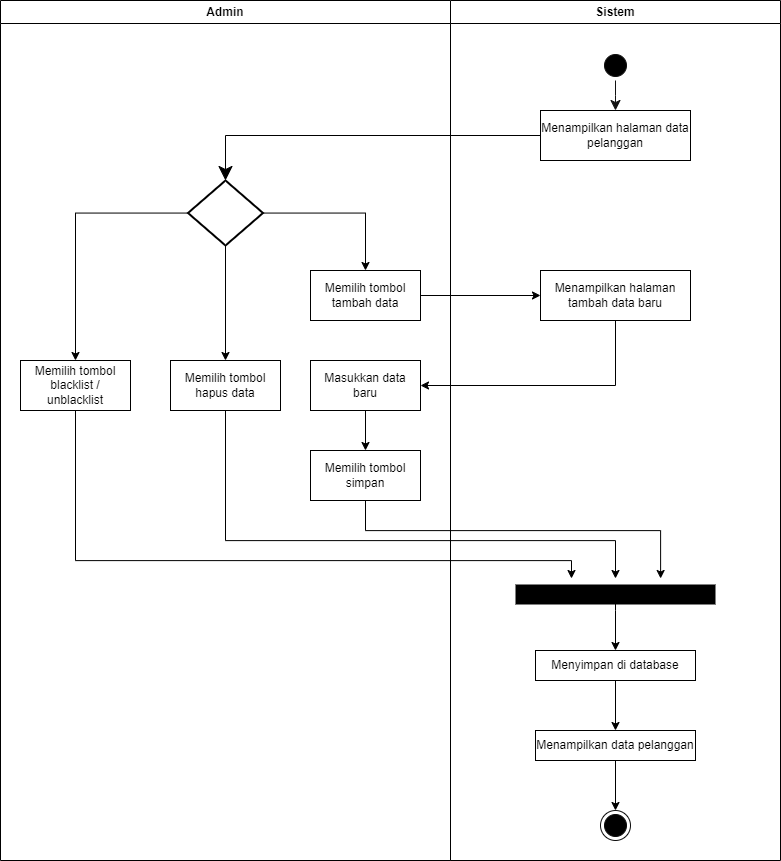 Admin
Sistem
Menampilkan halaman data
pelanggan
Memilih tombol
tambah data
Menampilkan halaman
tambah data baru
Memilih tombol
blacklist /
unblacklist
Memilih tombol
hapus data
Masukkan data
baru
Memilih tombol
simpan
Menyimpan di database
Menampilkan data pelanggan